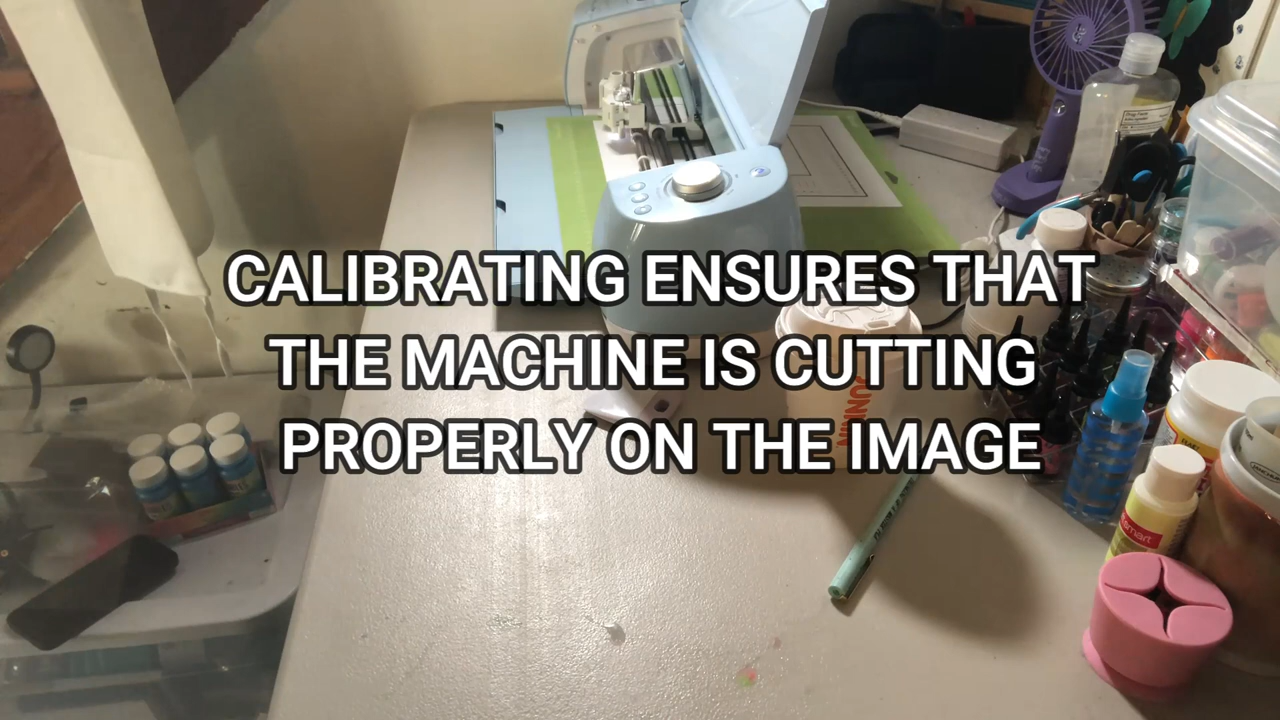 CALIBRATING ENSURES THAT
THE MACHINE IS CUTTING
PROPERLY ON THE IMAGE